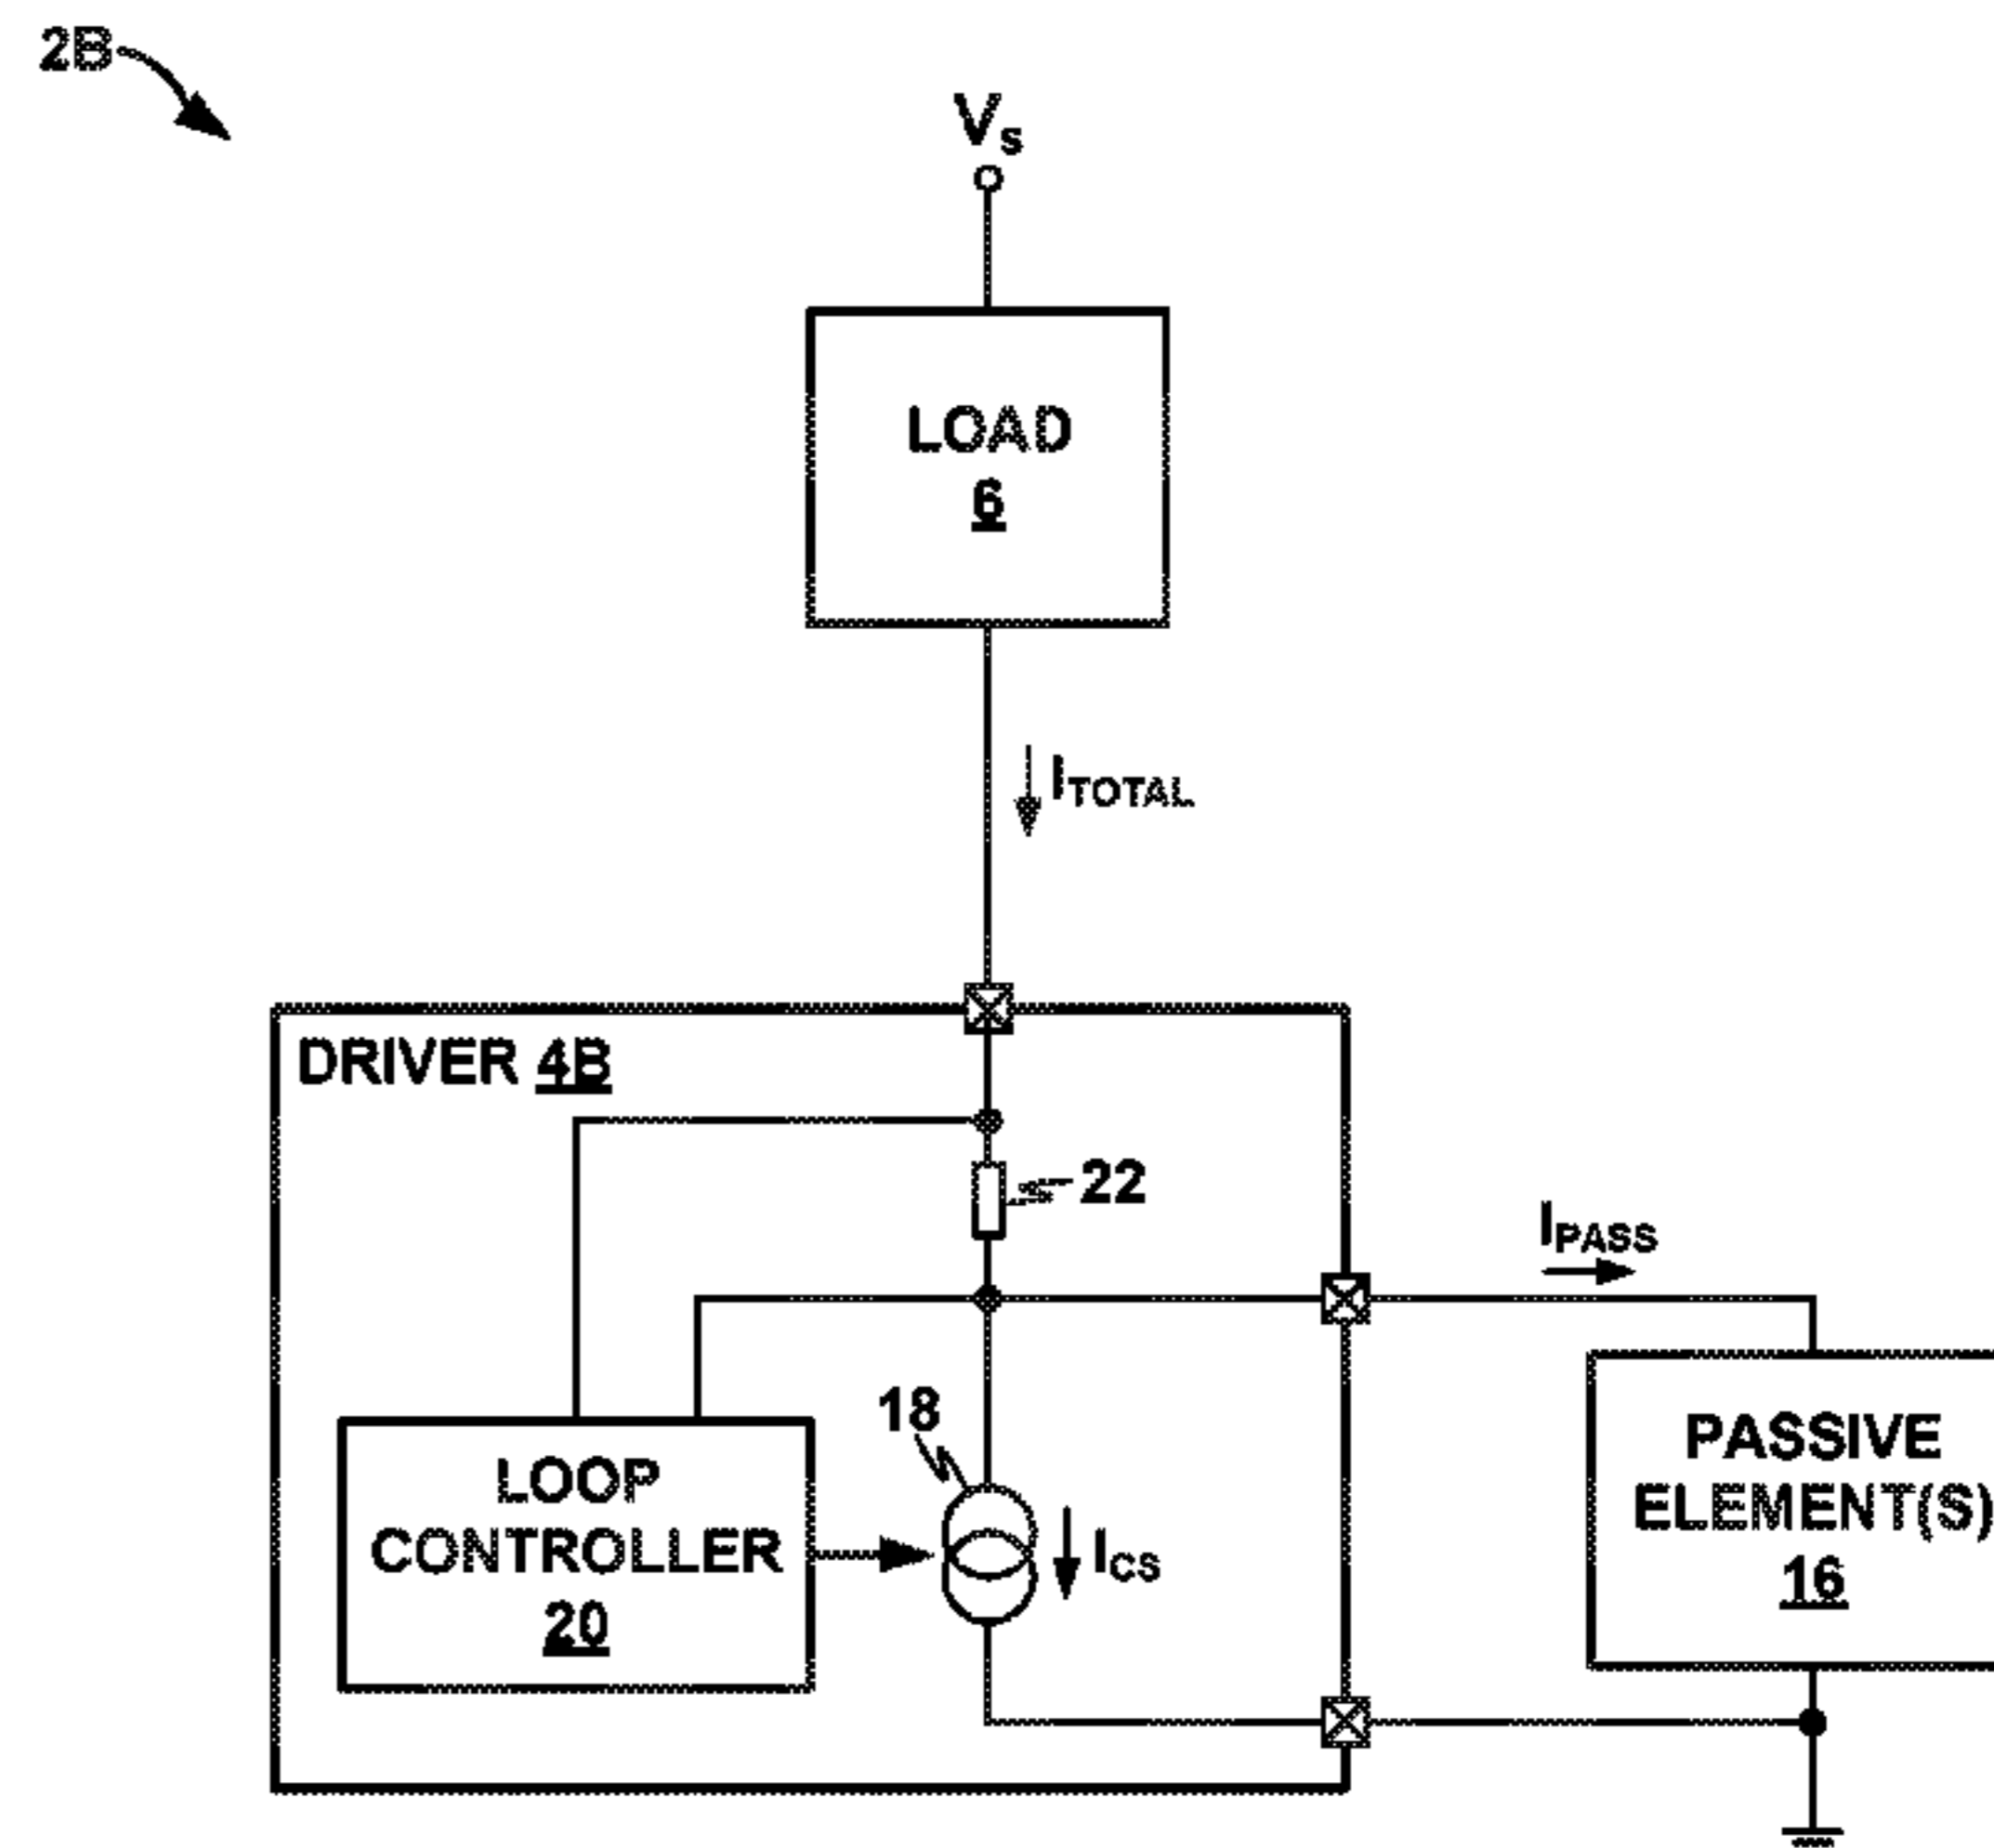 2B
Vs
LOAD
6
ITOTAL
DRIVER 4B
22
IPASS
18
LOOP
CONTROLLER
20
ICS
PASSIVE
ELEMENT(S)
16